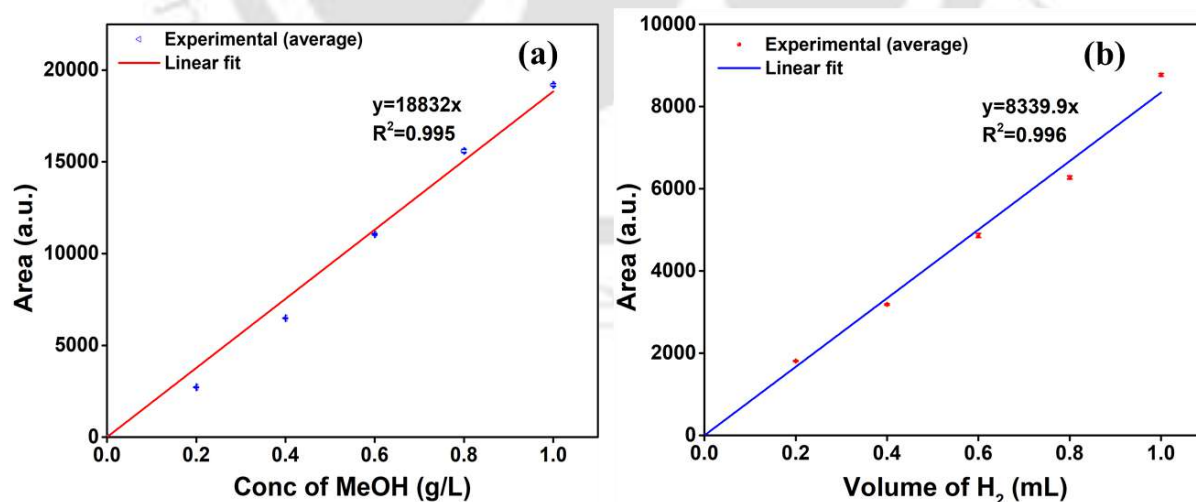 Experimental (average)
Linear fit
(a)
y=18832x
R²=0.995
20000
15000
10000
5000
0
Area (a.u.)
0.0 0.2 0.4 0.6 0.8 1.0
Conc of MeOH (g/L)
Experimental (average)
Linear fit
(b)
y=8339.9x
R²=0.996
10000
8000
6000
4000
2000
0
Area (a.u.)
0.0 0.2 0.4 0.6 0.8 1.0
Volume of H₂ (mL)